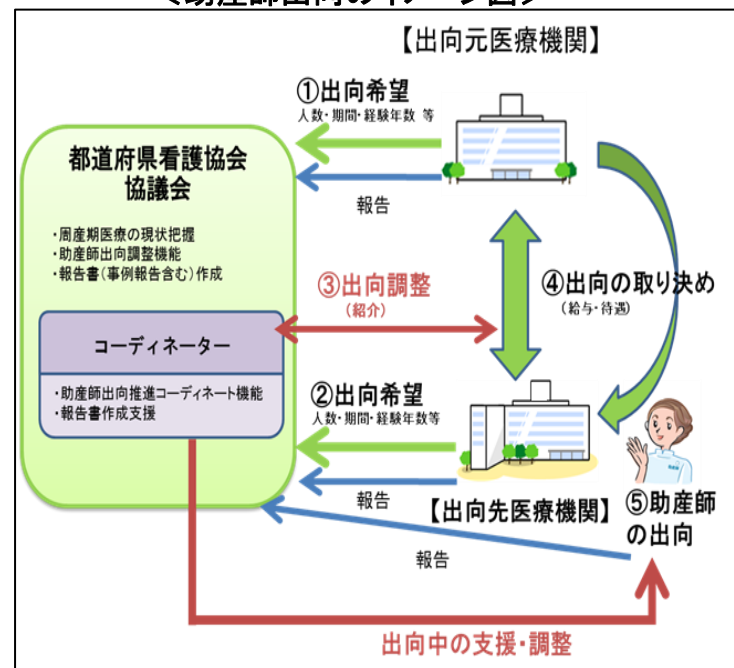 【出向元医療機関】
①出向希望
人数・期間・経験年数 等
報告
都道府県看護協会
協議会
・周産期医療の現状把握
・助産師出向調整機能
・報告書(事例報告含む)作成
コーディネーター
・助産師出向推進コーディネート機能
・報告書作成支援
③出向調整
(紹介)
④出向の取り決め
(給与・待遇)
②出向希望
人数・期間・経験年数等
報告
【出向先医療機関】
⑤助産師
の出向
報告
出向中の支援・調整